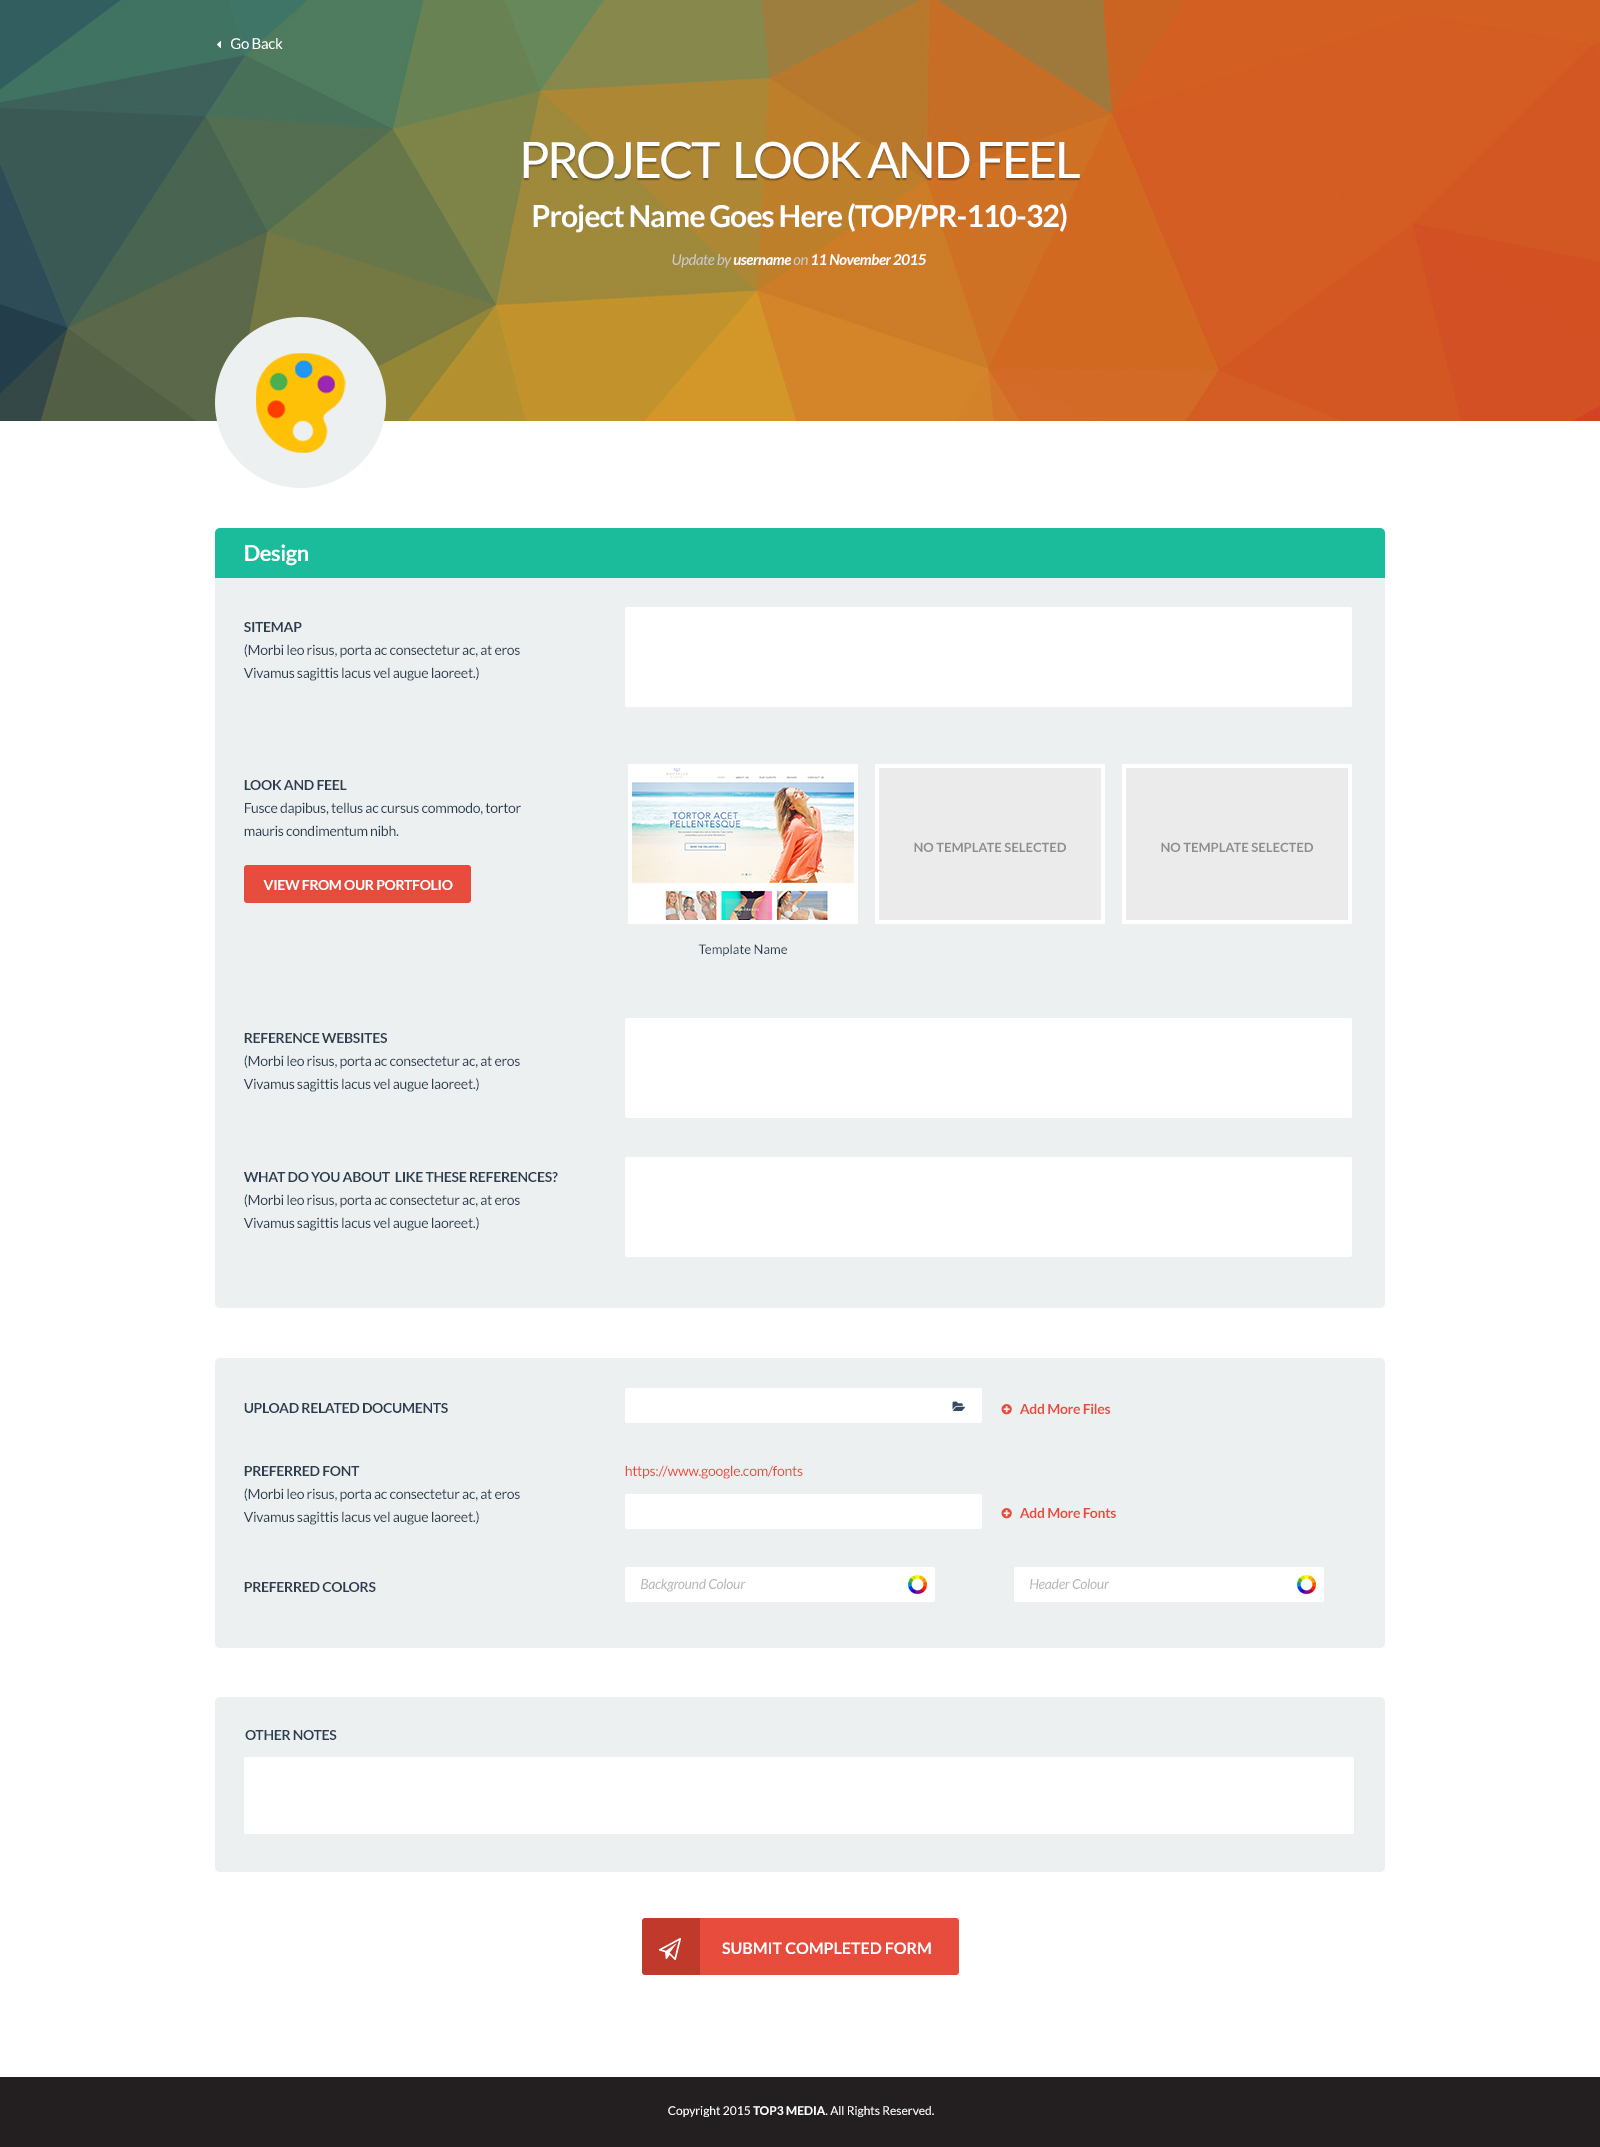 Go Back
PROJECT LOOK AND FEEL
Project Name Goes Here (TOP/PR-110-32)
Update by username on 11 November 2015
Design
SITEMAP
(Morbi leo risus, porta ac consectetur ac, at eros
Vivamus sagittis lacus vel augue laoreet.)
LOOK AND FEEL
Fusce dapibus, tellus ac cursus commodo, tortor
mauris condimentum nibh.
VIEW FROM OUR PORTFOLIO
TORTOR ACET
PELLENTESQUE
Template Name
NO TEMPLATE SELECTED
NO TEMPLATE SELECTED
REFERENCE WEBSITES
(Morbi leo risus, porta ac consectetur ac, at eros
Vivamus sagittis lacus vel augue laoreet.)
WHAT DO YOU ABOUT LIKE THESE REFERENCES?
(Morbi leo risus, porta ac consectetur ac, at eros
Vivamus sagittis lacus vel augue laoreet.)
UPLOAD RELATED DOCUMENTS
Add More Files
PREFERRED FONT
(Morbi leo risus, porta ac consectetur ac, at eros
Vivamus sagittis lacus vel augue laoreet.)
https://www.google.com/fonts
Add More Fonts
PREFERRED COLORS
Background Colour
Header Colour
OTHER NOTES
SUBMIT COMPLETED FORM
Copyright 2015 TOP3 MEDIA. All Rights Reserved.